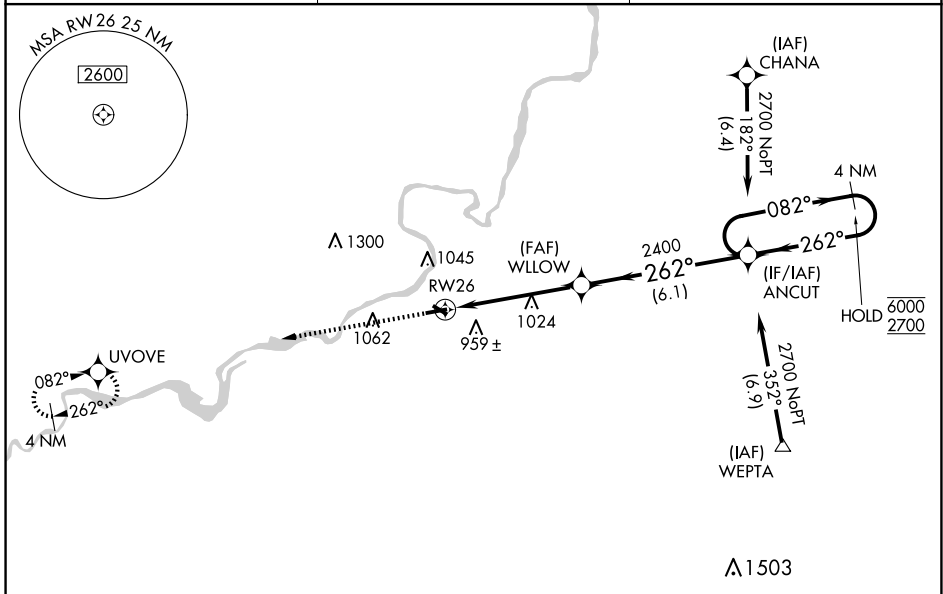 MSA RW26 25 NM
2600
(IAF)
CHANA
2700 NoPT
182°
(6.4)
4 NM
082°
262°
(IF/IAF)
ANCUT
HOLD
6000
2700
2400
262°
(6.1)
(FAF)
WLLOW
1300
1045
RW26
1024
959 ±
1062
UVOVE
082°
262°
4 NM
2700 NoPT
352°
(6.9)
(IAF)
WEPTA
1503